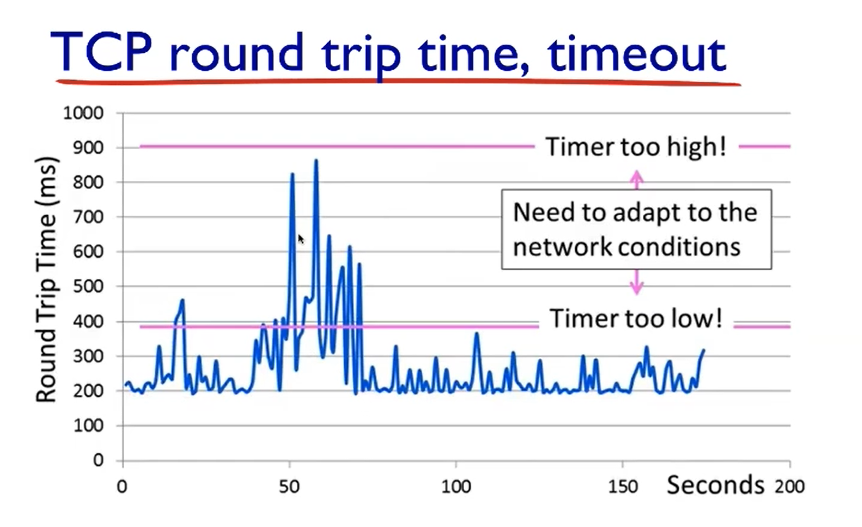 TCP round trip time, timeout
1000
900
800
700
600
500
400
300
200
100
0
Round Trip Time (ms)
Timer too high!
Need to adapt to the
network conditions
Timer too low!
0
50
100
150
Seconds
200